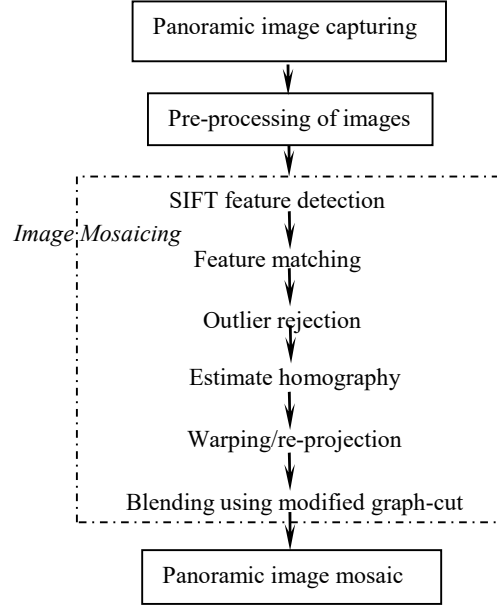 Panoramic image capturing
Pre-processing of images
SIFT feature detection
Image Mosaicing
Feature matching
Outlier rejection
Estimate homography
Warping/re-projection
Blending using modified graph-cut
Panoramic image mosaic